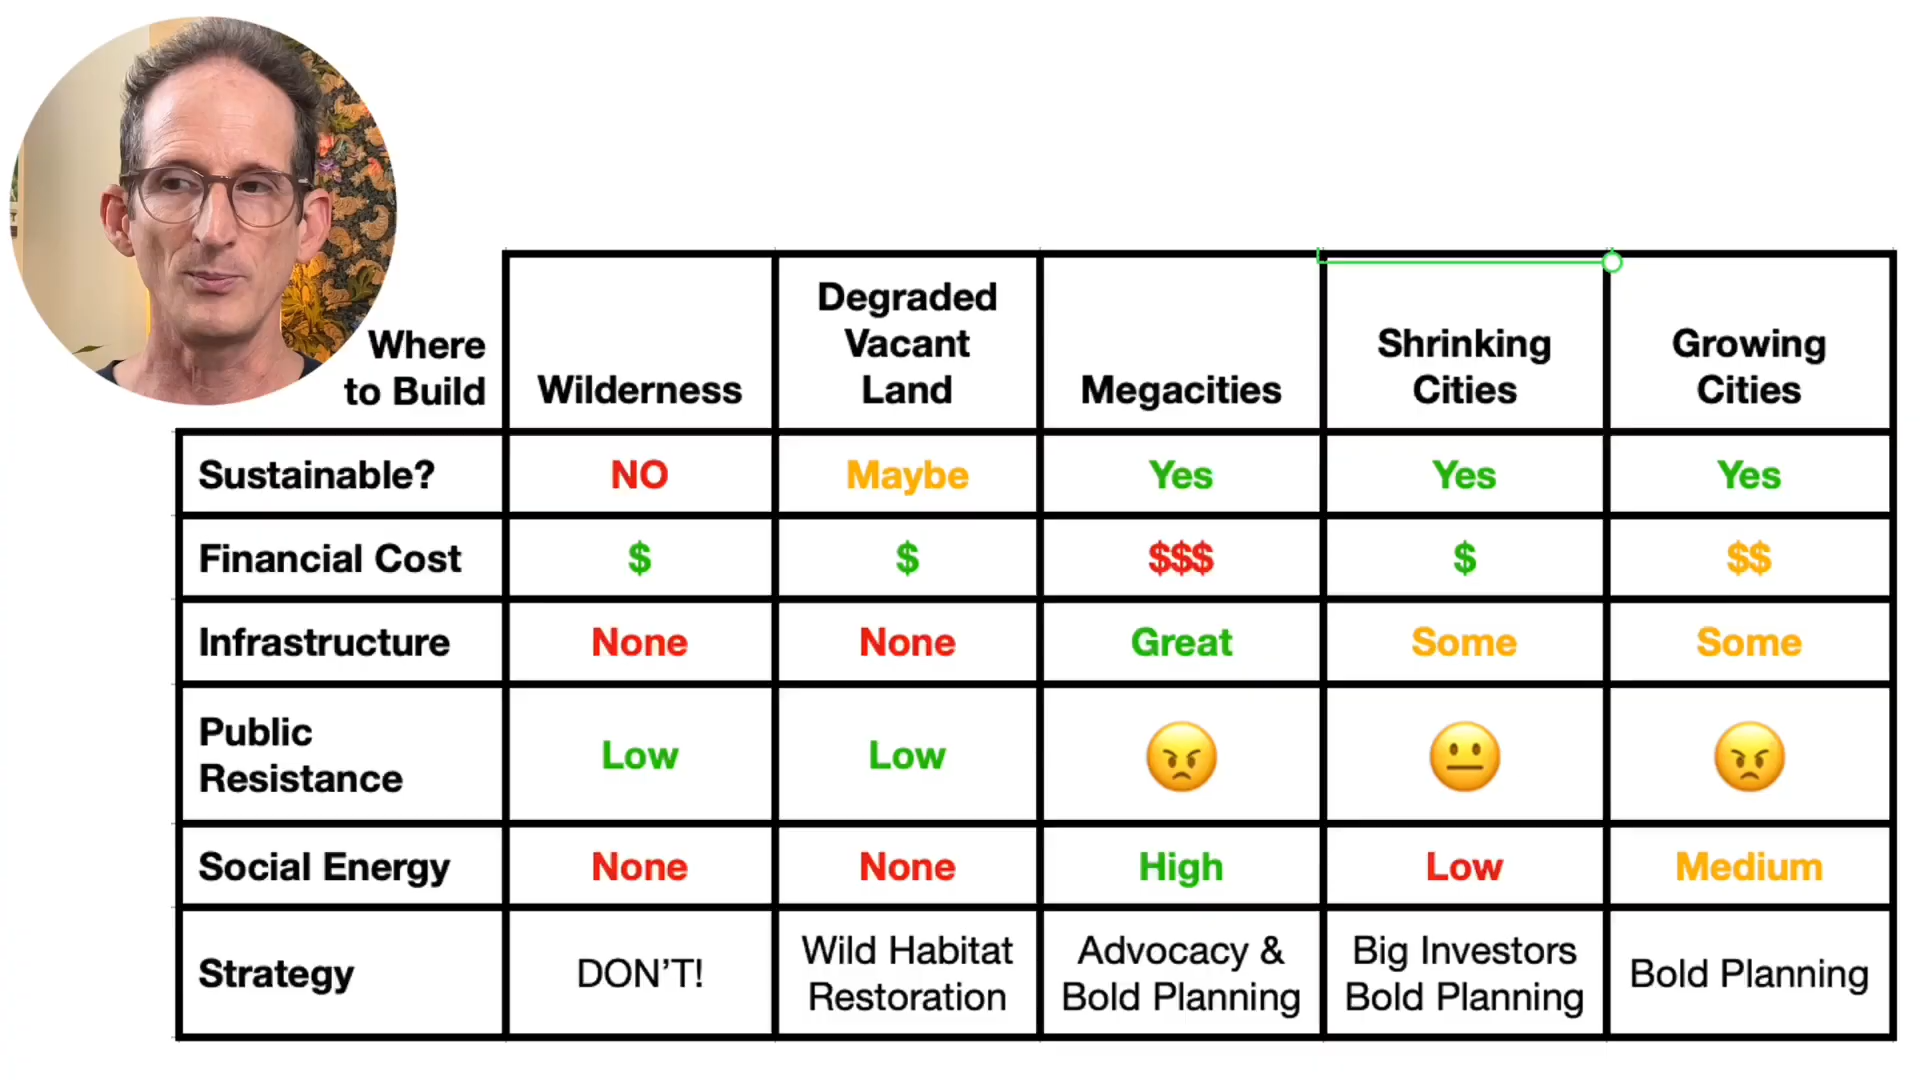 Where
to Build
Wilderness
Degraded
Vacant
Land
Megacities
Shrinking
Cities
Growing
Cities
Sustainable?
NO
Maybe
Yes
Yes
Yes
Financial Cost
$
$
$$$
$
$$
Infrastructure
None
None
Great
Some
Some
Public
Resistance
Low
Low
Social Energy
None
None
High
Low
Medium
Strategy
DON'T!
Wild Habitat
Restoration
Advocacy &
Bold Planning
Big Investors
Bold Planning
Bold Planning